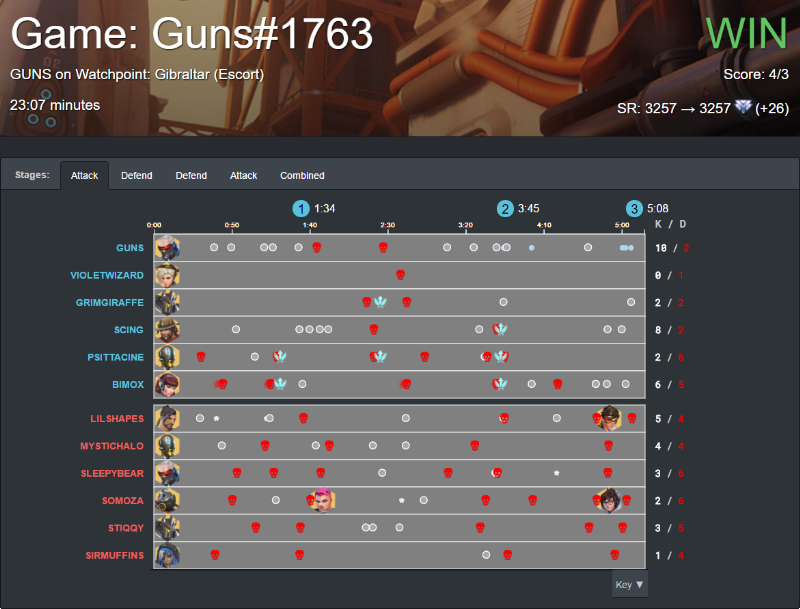 Game: Guns#1763
WIN
GUNS on Watchpoint: Gibraltar (Escort)
Score: 4/3
23:07 minutes
SR: 3257 → 3257 (+26)
Stages: Attack Defend Defend Attack Combined
1 1:34 2 3:45 3 5:08
0:00 0:50 1:40 2:30 3:20 4:10 5:00 K / D
GUNS 10 / 2
VIOLETWIZARD 0 / 1
GRIMGIRAFFE 2 / 2
SCING 8 / 2
PSITTACINE 2 / 6
BIMOX 6 / 5
LILSHAPES 5 / 4
MYSTICHALO 4 / 4
SLEEPYBEAR 3 / 6
SOMOZA 2 / 6
STIQQY 3 / 5
SIRMUFFINS 1 / 4
Key ▼